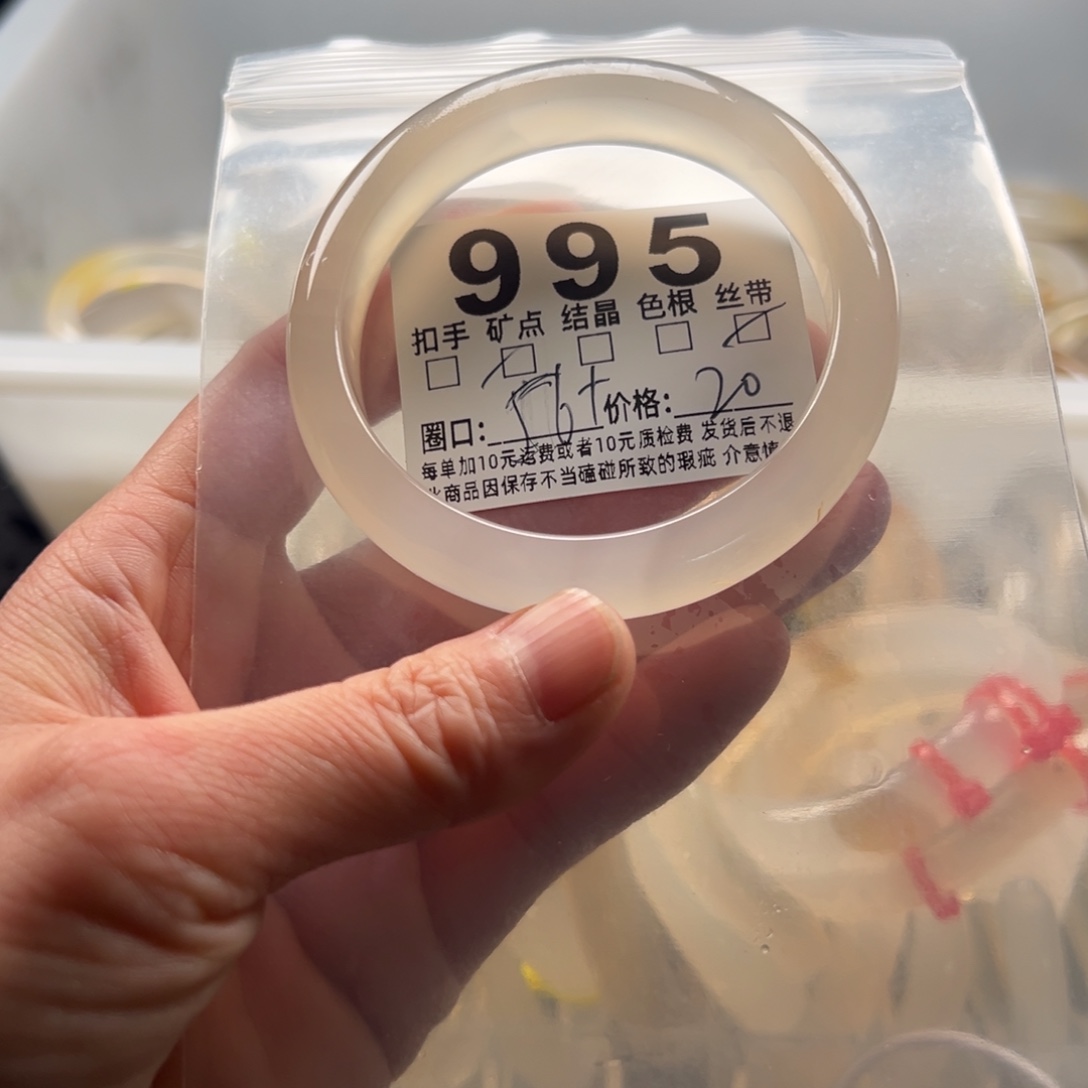 995
扣手 矿点 结晶 色根 丝带
圈口: 56+ 价格: 20
每单加10元运费或者10元质检费 发货后不退
商品因保存不当磕碰所致的瑕疵 介意慎